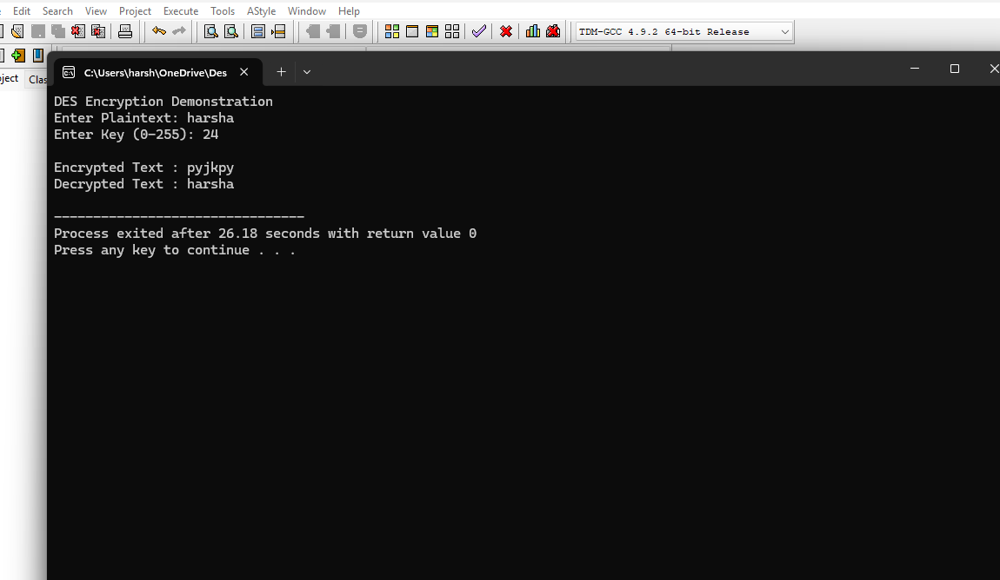 Edit Search View Project Execute Tools AStyle Window Help
TDM-GCC 4.9.2 64-bit Release
C:\Users\harsh\OneDrive\Des
DES Encryption Demonstration
Enter Plaintext: harsha
Enter Key (0-255): 24
Encrypted Text : pyjkpy
Decrypted Text : harsha
--------------------------------
Process exited after 26.18 seconds with return value 0
Press any key to continue . . .